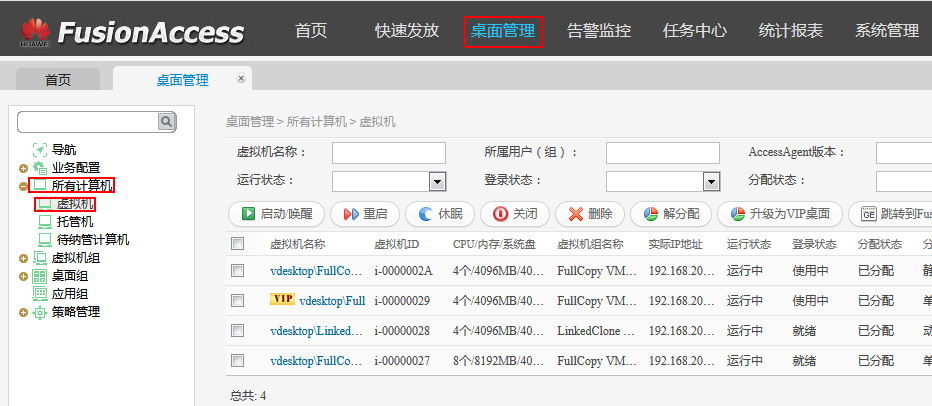 HUAWEI FusionAccess 首页 快速发放 桌面管理 告警监控 任务中心 统计报表 系统管理
首页 桌面管理
导航
业务配置
所有计算机
虚拟机
托管机
待纳管计算机
虚拟机组
桌面组
应用组
策略管理
桌面管理 > 所有计算机 > 虚拟机
虚拟机名称： 所属用户（组）： AccessAgent版本：
运行状态： 登录状态： 分配状态：
启动/唤醒 重启 休眠 关闭 删除 解分配 升级为VIP桌面 GE 跳转到Fus
虚拟机名称 虚拟机ID CPU/内存/系统盘 虚拟机组名称 实际IP地址 运行状态 登录状态 分配状态
vdesktop\FullCo... i-0000002A 4个/4096MB/40... FullCopy VM... 192.168.20... 运行中 使用中 已分配
VIP vdesktop\Full i-00000029 4个/4096MB/40... FullCopy VM... 192.168.20... 运行中 使用中 已分配 单
vdesktop\Linked... i-00000028 4个/4096MB/40... LinkedClone ... 192.168.20... 运行中 就绪 已分配
vdesktop\FullCo... i-00000027 8个/8192MB/40... FullCopy VM... 192.168.20... 运行中 就绪 已分配 单
总共: 4